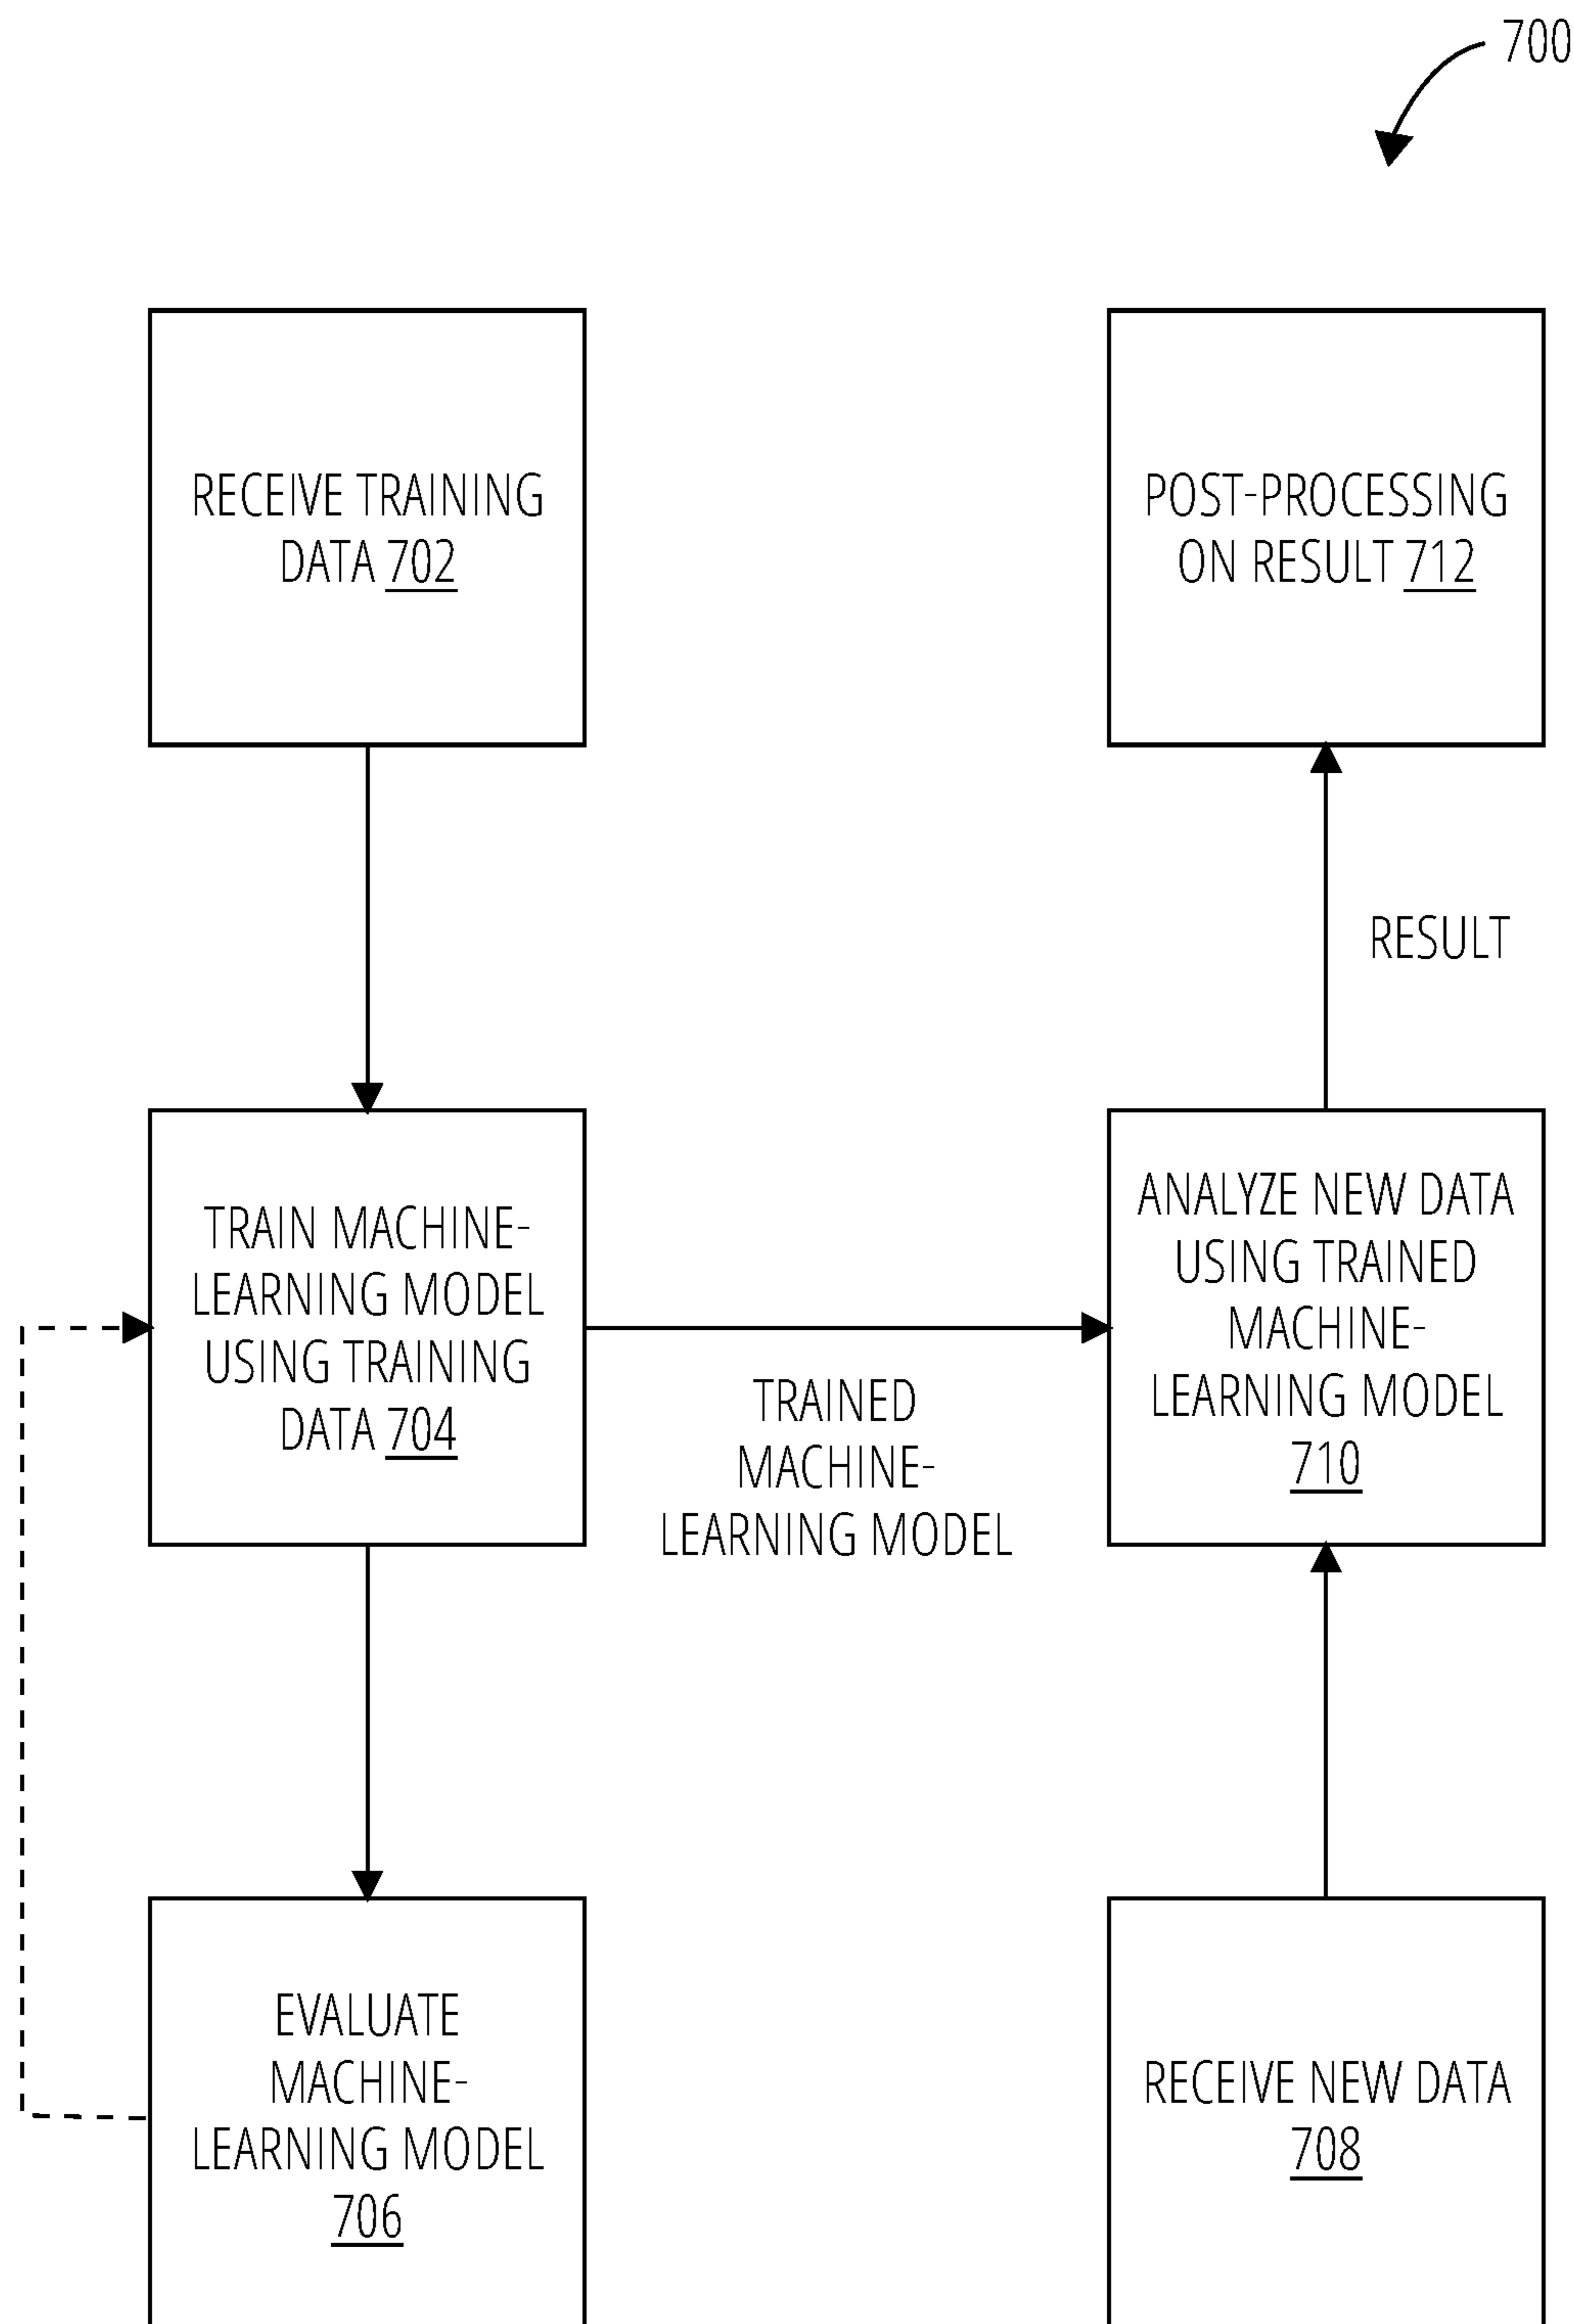 700
RECEIVE TRAINING
DATA 702
POST-PROCESSING
ON RESULT 712
RESULT
TRAIN MACHINE-
LEARNING MODEL
USING TRAINING
DATA 704
TRAINED
MACHINE-
LEARNING MODEL
ANALYZE NEW DATA
USING TRAINED
MACHINE-
LEARNING MODEL
710
EVALUATE
MACHINE-
LEARNING MODEL
706
RECEIVE NEW DATA
708